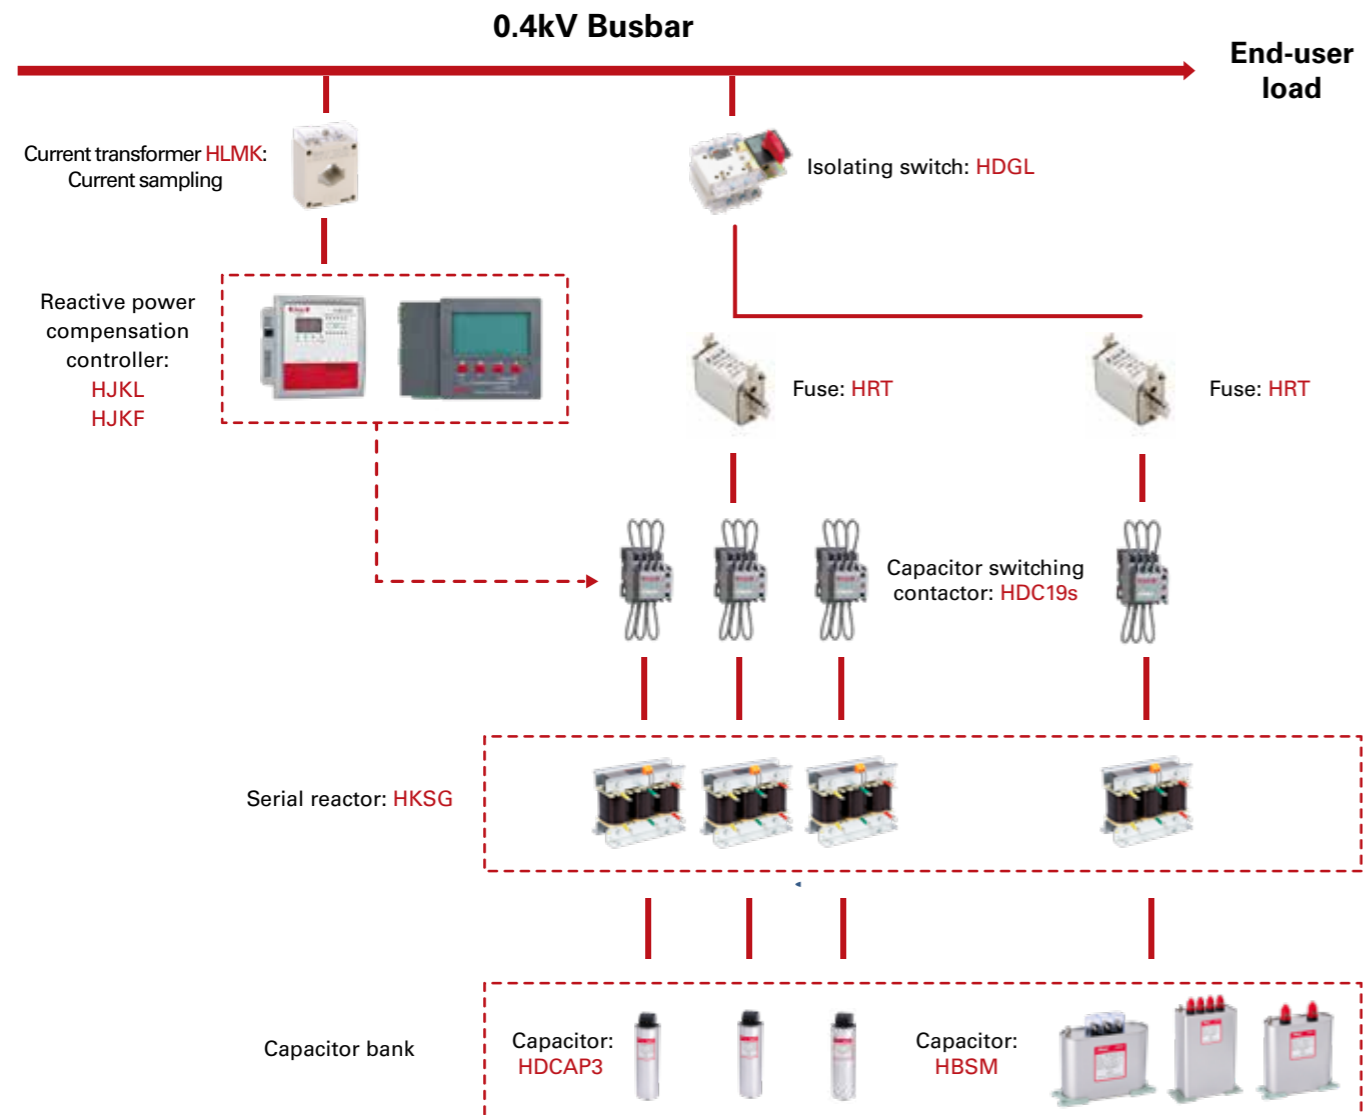 0.4kV Busbar
End-user
load
Current transformer HLMK:
Current sampling
Isolating switch: HDGL
Reactive power
compensation
controller:
HJKL
HJKF
Fuse: HRT
Fuse: HRT
Capacitor switching
contactor: HDC19s
Serial reactor: HKSG
Capacitor bank
Capacitor:
HDCAP3
Capacitor:
HBSM